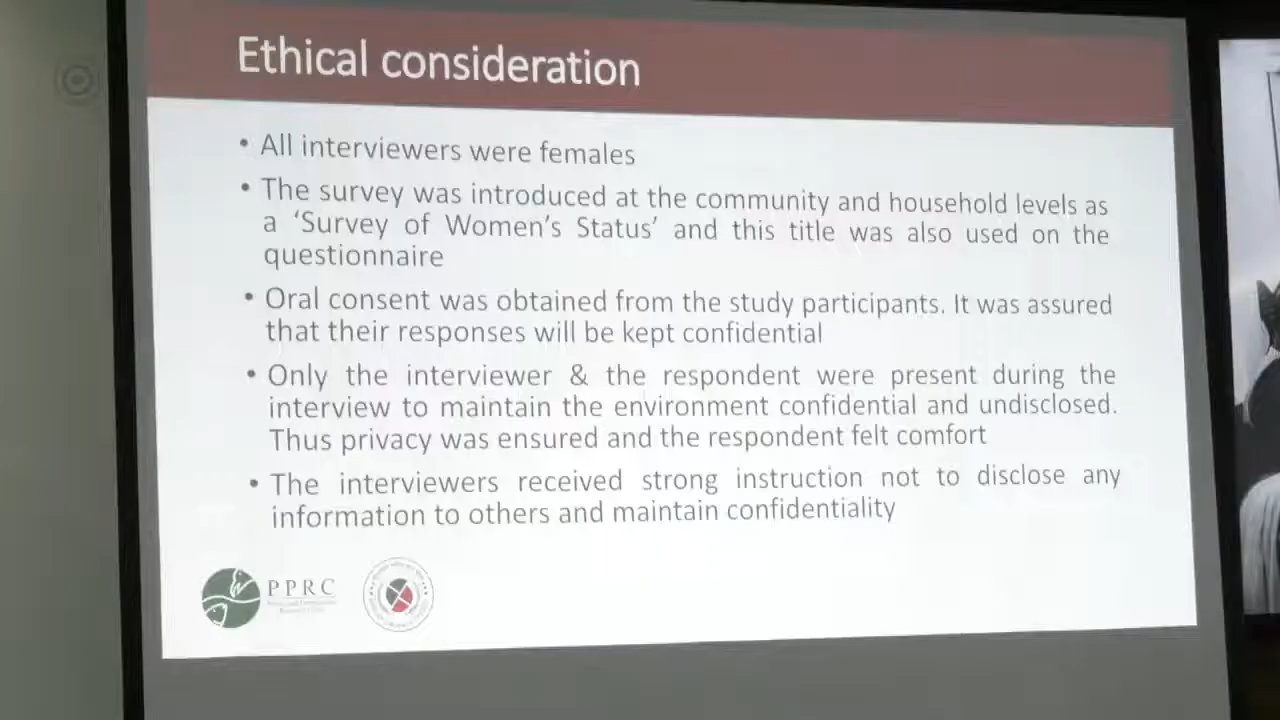 Ethical consideration
• All interviewers were females
• The survey was introduced at the community and household levels as
a ‘Survey of Women’s Status’ and this title was also used on the
questionnaire
• Oral consent was obtained from the study participants. It was assured
that their responses will be kept confidential
• Only the interviewer & the respondent were present during the
interview to maintain the environment confidential and undisclosed.
Thus privacy was ensured and the respondent felt comfort
• The interviewers received strong instruction not to disclose any
information to others and maintain confidentiality
PPRC